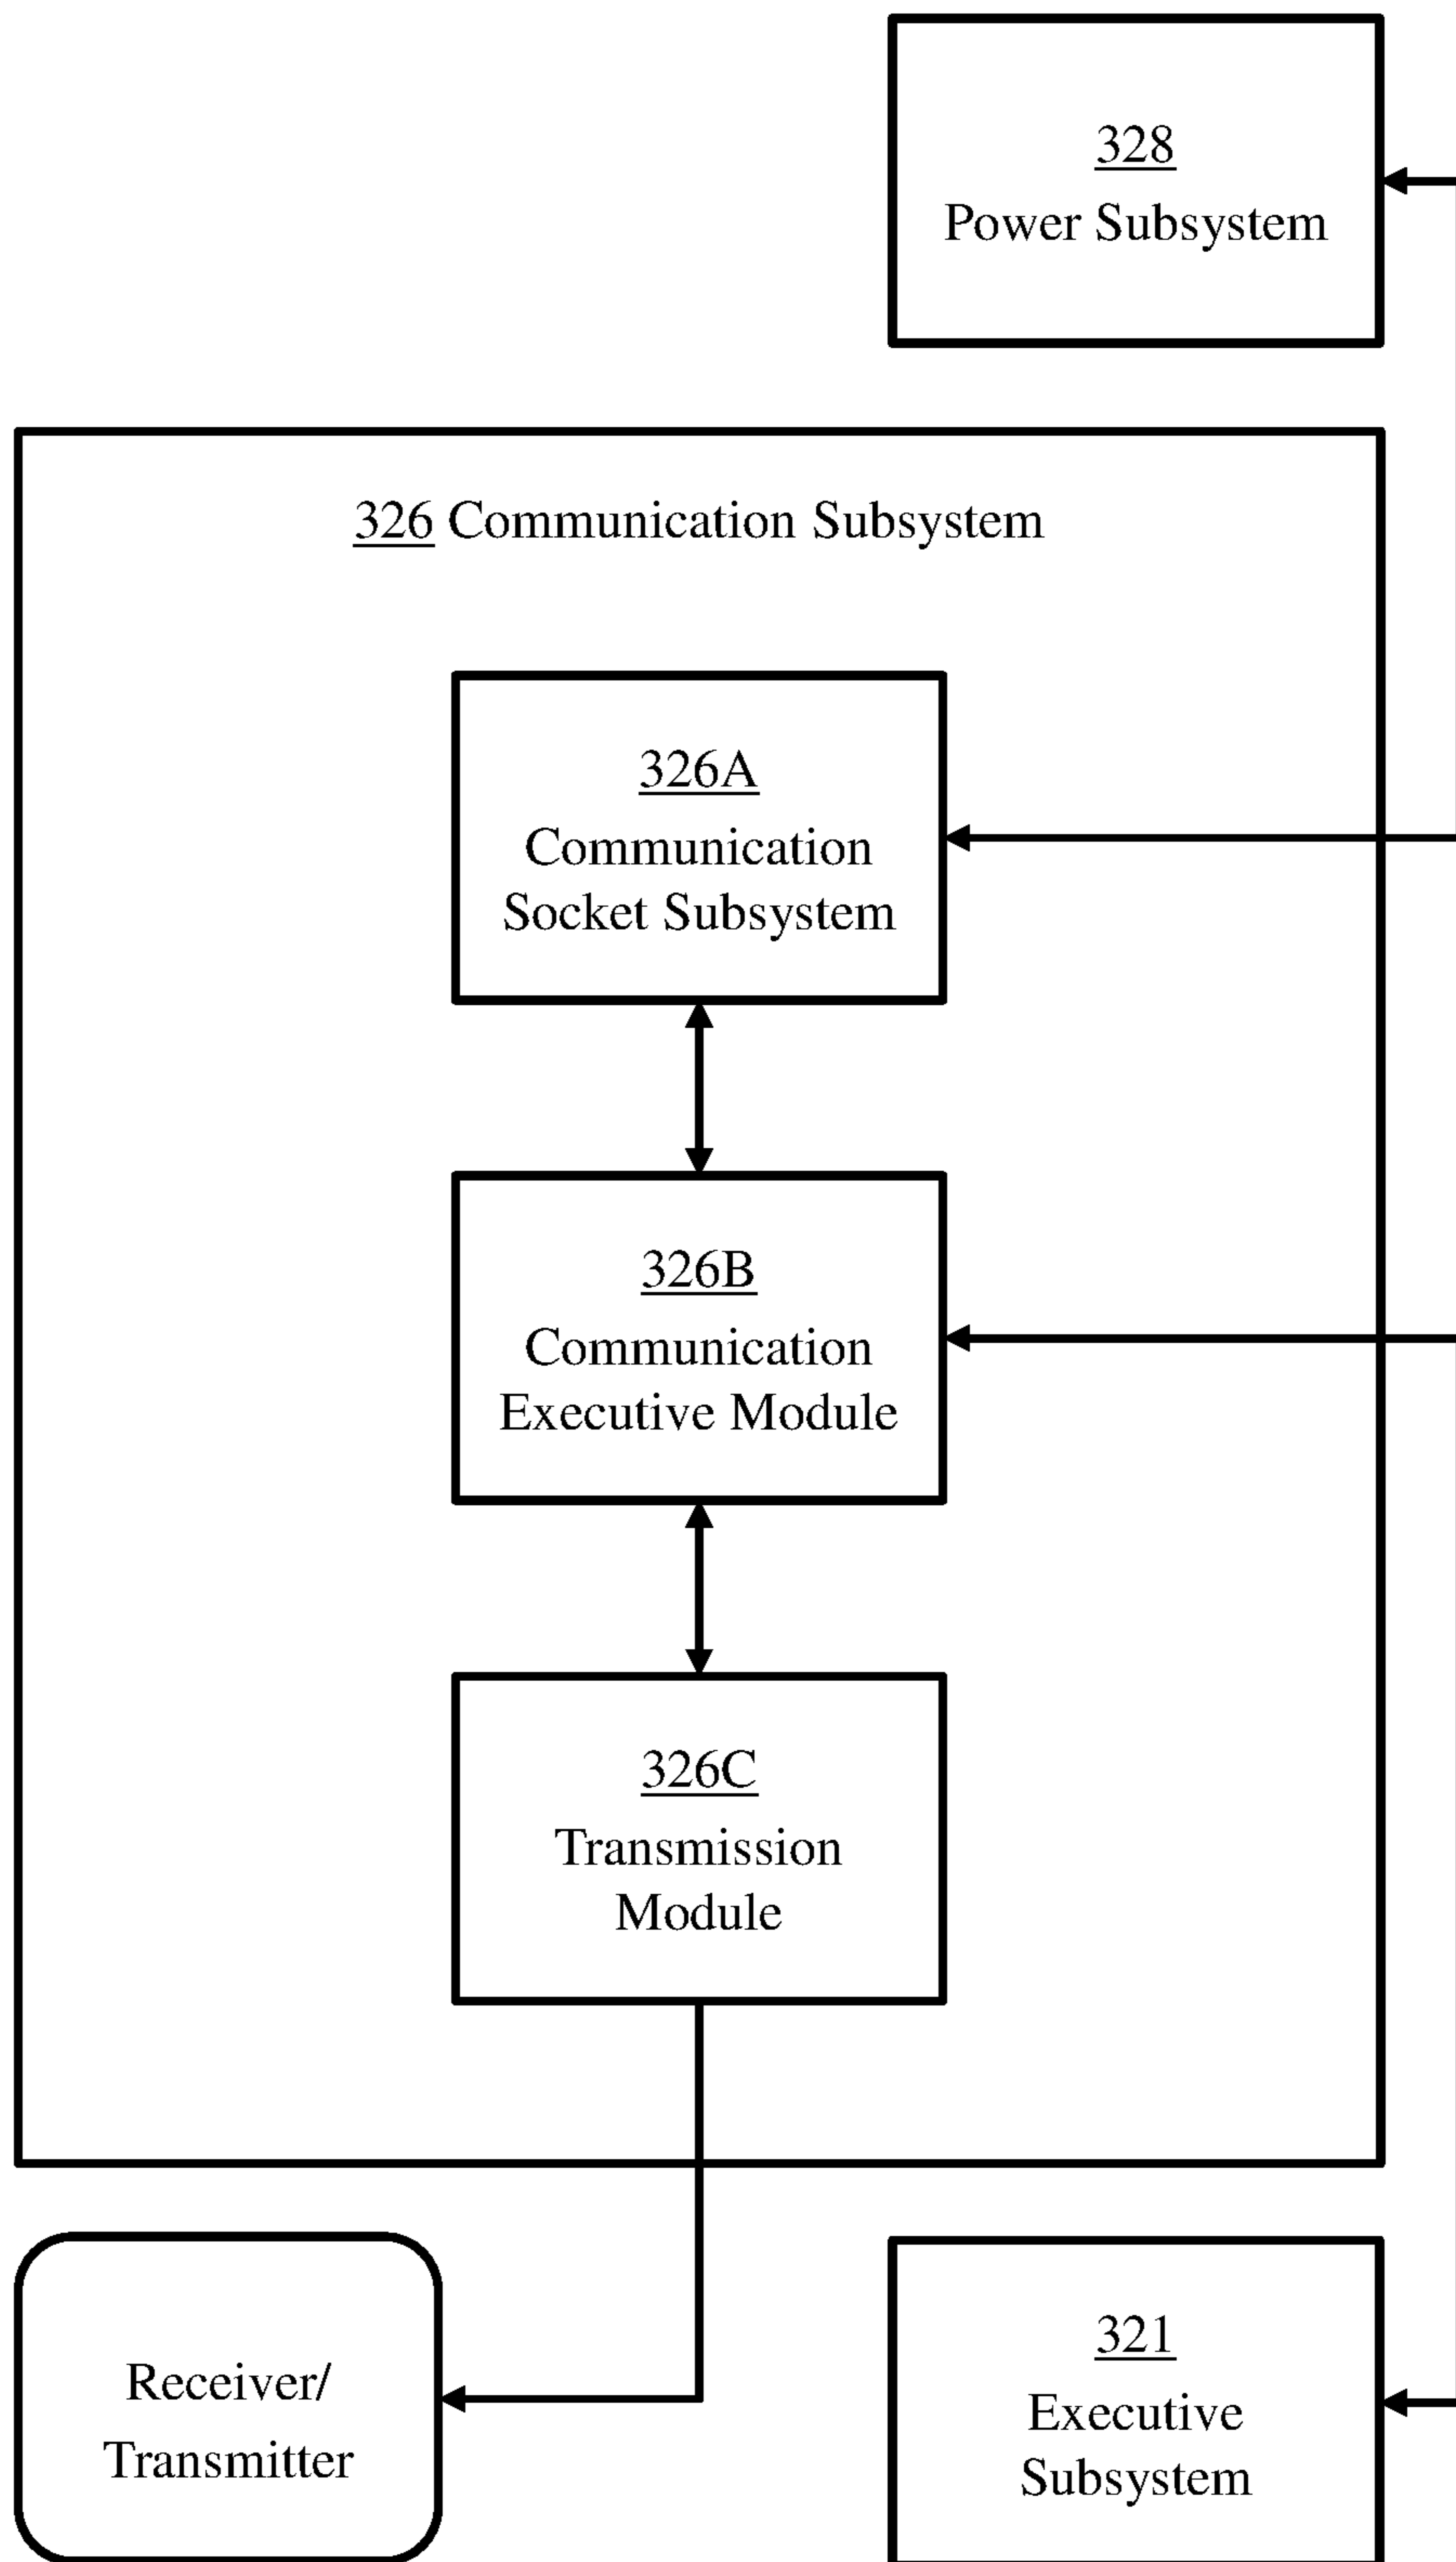 328
Power Subsystem
326 Communication Subsystem
326A
Communication
Socket Subsystem
326B
Communication
Executive Module
326C
Transmission
Module
Receiver/
Transmitter
321
Executive
Subsystem